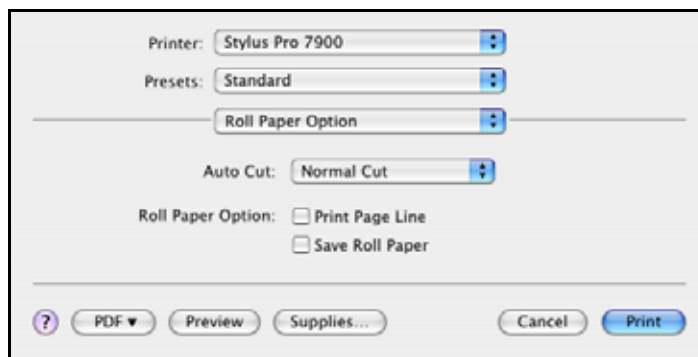 Printer: Stylus Pro 7900
Presets: Standard
Roll Paper Option
Auto Cut: Normal Cut
Roll Paper Option: Print Page Line
Save Roll Paper
? PDF ▼ Preview Supplies... Cancel Print